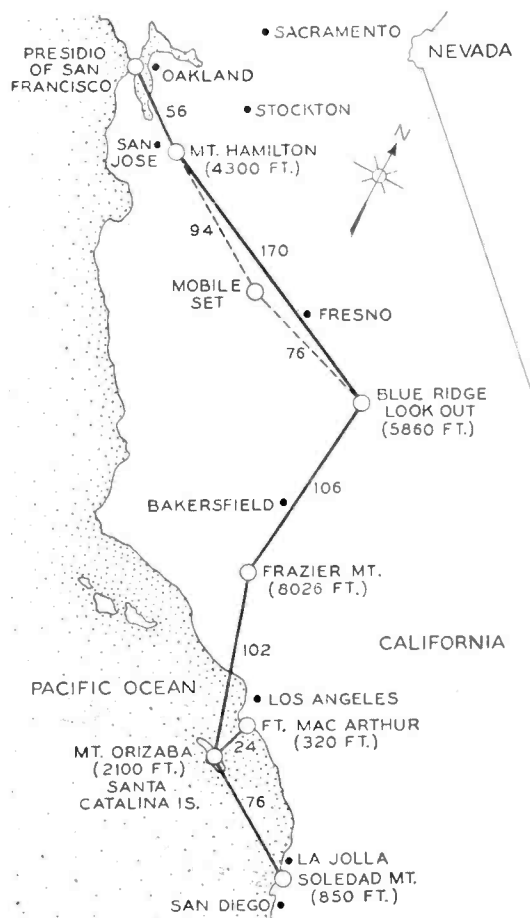 SACRAMENTO
NEVADA
PRESIDIO
OF SAN
FRANCISCO
OAKLAND
56
STOCKTON
N
SAN
JOSE
MT. HAMILTON
(4300 FT.)
94
170
MOBILE
SET
FRESNO
76
BLUE RIDGE
LOOK OUT
(5860 FT.)
106
BAKERSFIELD
FRAZIER MT.
(8026 FT.)
102
CALIFORNIA
PACIFIC OCEAN
LOS ANGELES
FT. MAC ARTHUR
(320 FT.)
24
MT. ORIZABA
(2100 FT.)
SANTA
CATALINA IS.
76
LA JOLLA
SOLEDAD MT.
(850 FT.)
SAN DIEGO